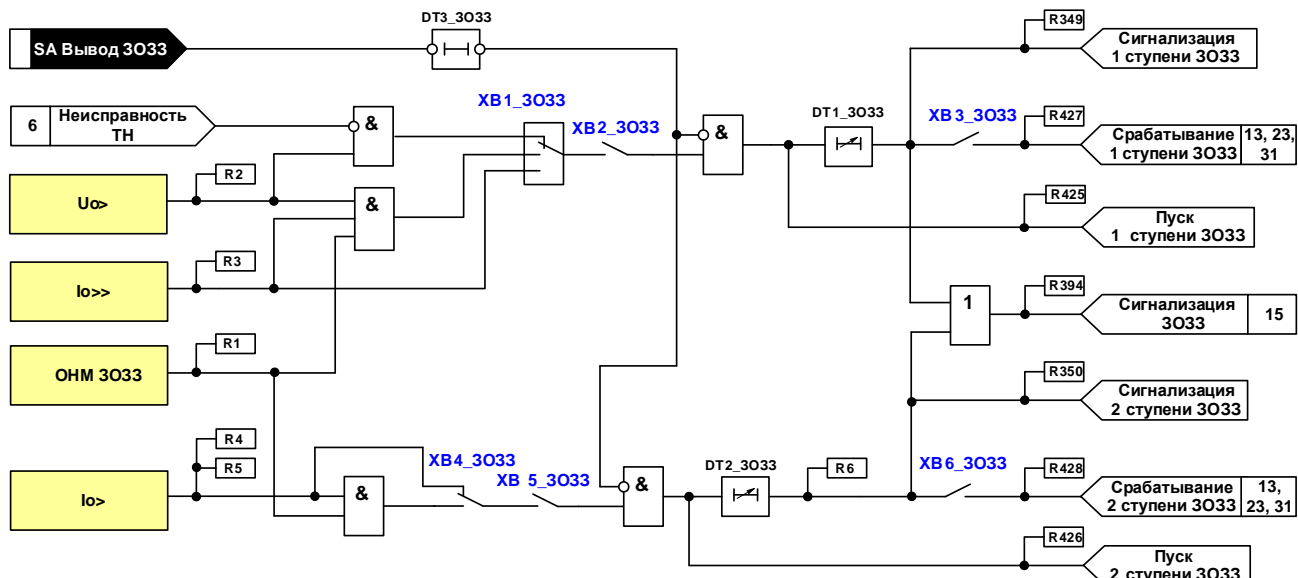 DT3_ЗОЗЗ
R349
SA Вывод ЗОЗЗ
Сигнализация
1 ступени ЗОЗЗ
6
Неисправность
ТН
&
XB1_ЗОЗЗ
XB2_ЗОЗЗ
&
DT1_ЗОЗЗ
XB3_ЗОЗЗ
R427
Срабатывание
1 ступени ЗОЗЗ
13, 23,
31
R2
Uo>
&
R425
Пуск
1 ступени ЗОЗЗ
R3
Io>>
R394
1
Сигнализация
ЗОЗЗ
15
R1
ОНМ ЗОЗЗ
R350
Сигнализация
2 ступени ЗОЗЗ
R4
R5
Io>
&
XB4_ЗОЗЗ
XB 5_ЗОЗЗ
&
DT2_ЗОЗЗ
R6
XB6_ЗОЗЗ
R428
Срабатывание
2 ступени ЗОЗЗ
13,
23, 31
R426
Пуск
2 ступени ЗОЗЗ